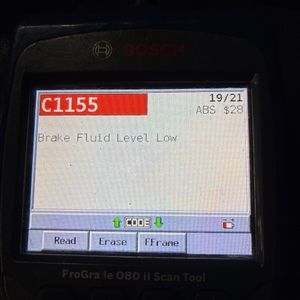 BOSCH
C1155
19/21
ABS $28
Brake Fluid Level Low
CODE
Read Erase FFrame
ProGra le OBD ii Scan Tool